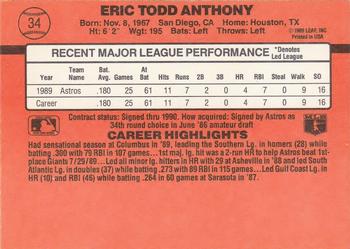 34
ERIC TODD ANTHONY
© 1989 LEAF, INC.
Printed in USA
Born: Nov. 8, 1967 San Diego, CA Home: Houston, TX
Ht: 6'2" Wgt: 195 Bats: Left Throws: Left
RECENT MAJOR LEAGUE PERFORMANCE *Denotes Led League
Year Team Name Bat. Avg. Games AB Runs Hits 2B 3B HR RBI Stolen Bases Walks SO
1989 Astros .180 25 61 7 11 2 0 4 7 0 9 16
Career .180 25 61 7 11 2 0 4 7 0 9 16
Contract status: Signed thru 1990. How acquired: Signed by Astros as
34th round choice in June '86 amateur draft
CAREER HIGHLIGHTS
Had sensational season at Columbus in '89, leading the Southern Lg. in homers (28) while
batting .300 with 79 RBI in 107 games...1st major lg. hit was a 2-run HR to help Astros beat
Giants 7/29/89...Led all minor lg. hitters in HR with 29 at Asheville in '88 and led South
Atlantic Lg. in doubles (37) while batting .273 with 89 RBI in 115 games...Led Gulf Coast Lg. in
HR (10) and RBI (46) while batting .264 in 60 games at Sarasota in '87.